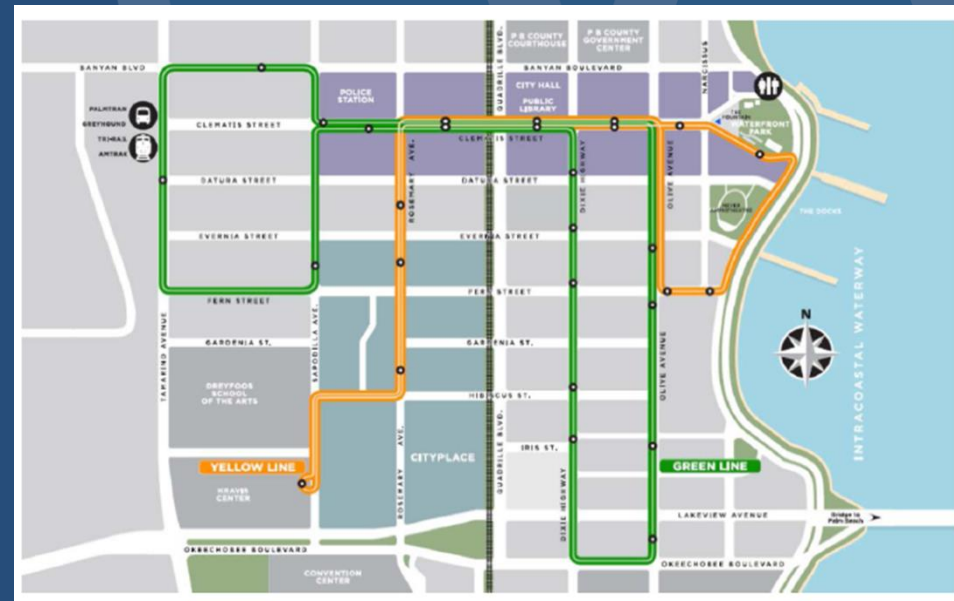 P B COUNTY
COURTHOUSE
P B COUNTY
GOVERNMENT
CENTER
QUADRILLE BLVD.
NARCISSUS
BANYAN BLVD
BANYAN BOULEVARD
POLICE
STATION
CITY HALL
PUBLIC
LIBRARY
PALMTRAN
GREYHOUND
TRI-RAIL
AMTRAK
CLEMATIS STREET
CLEMATIS STREET
THE
FOUNTAIN
WATERFRONT
PARK
DATURA STREET
DATURA STREET
ROSEMARY AVE.
DIXIE HIGHWAY
OLIVE AVENUE
THE DOCKS
EVERNIA STREET
EVERNIA STREET
FERN STREET
FERN STREET
N
GARDENIA ST.
GARDENIA ST.
TAMARIND AVENUE
SAPODILLA AVE.
OLIVE AVENUE
INTRACOASTAL WATERWAY
DREYFOOS
SCHOOL
OF THE ARTS
HIBISCUS ST.
IRIS ST.
QUADRILLE BLVD.
ROSEMARY AVE.
CITYPLACE
YELLOW LINE
GREEN LINE
KRAVIS
CENTER
DIXIE HIGHWAY
LAKEVIEW AVENUE
Bridge to
Palm Beach
OKEECHOBEE BOULEVARD
OKEECHOBEE BOULEVARD
CONVENTION
CENTER